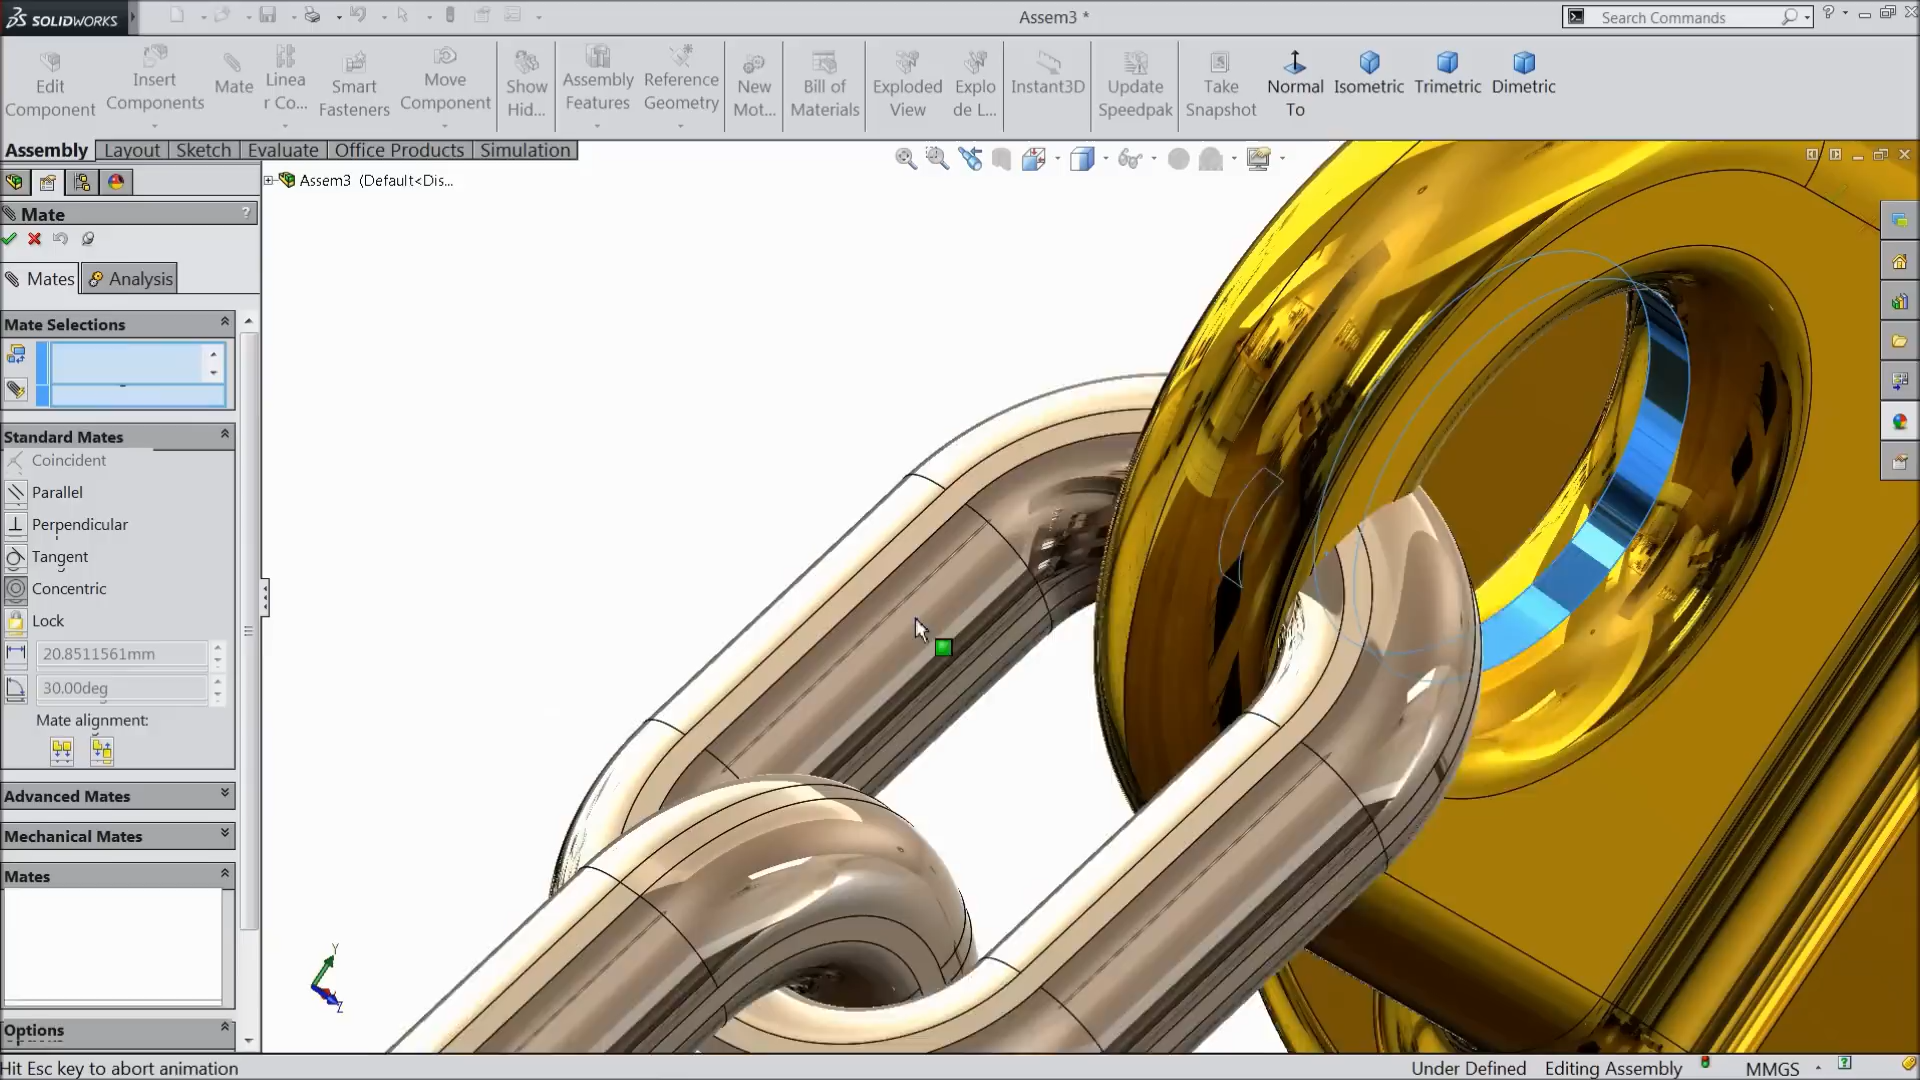 SOLIDWORKS
Assem3 *
Search Commands
Edit Component
Insert Components
Mate
Linea r Co...
Smart Fasteners
Move Component
Show Hid...
Assembly Features
Reference Geometry
New Mot...
Bill of Materials
Exploded View
Explo de L...
Instant3D
Update Speedpak
Take Snapshot
Normal To
Isometric
Trimetric
Dimetric
Assembly
Layout
Sketch
Evaluate
Office Products
Simulation
Assem3 (Default<Dis...
Mate
?
Mates
Analysis
Mate Selections
Standard Mates
Coincident
Parallel
Perpendicular
Tangent
Concentric
Lock
20.8511561mm
30.00deg
Mate alignment:
Advanced Mates
Mechanical Mates
Mates
Options
Y
Z
Hit Esc key to abort animation
Under Defined
Editing Assembly
MMGS